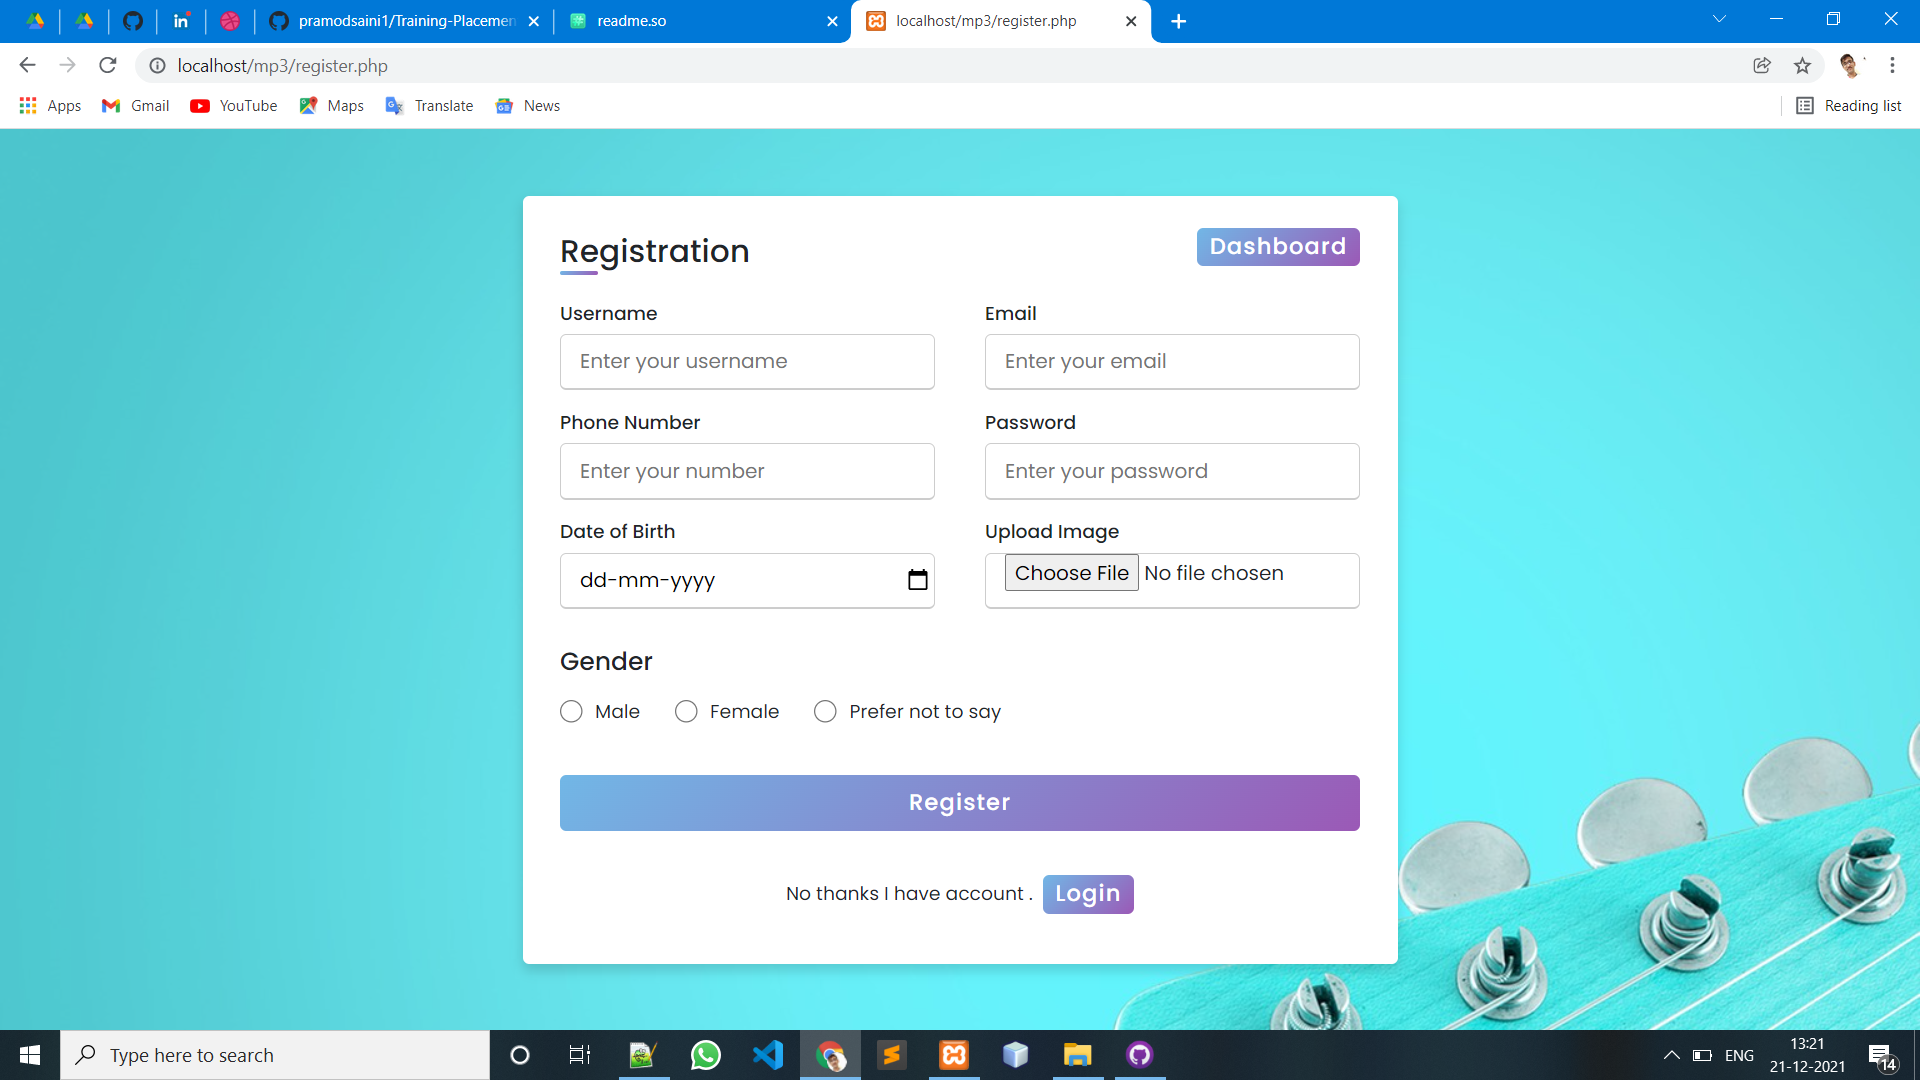 pramodsaini1/Training-Placemen
readme.so
localhost/mp3/register.php
localhost/mp3/register.php
Apps
Gmail
YouTube
Maps
Translate
News
Reading list
Registration
Dashboard
Username
Email
Enter your username
Enter your email
Phone Number
Password
Enter your number
Enter your password
Date of Birth
Upload Image
dd-mm-yyyy
Choose File No file chosen
Gender
Male
Female
Prefer not to say
Register
No thanks I have account .
Login
Type here to search
ENG
13:21
21-12-2021
14